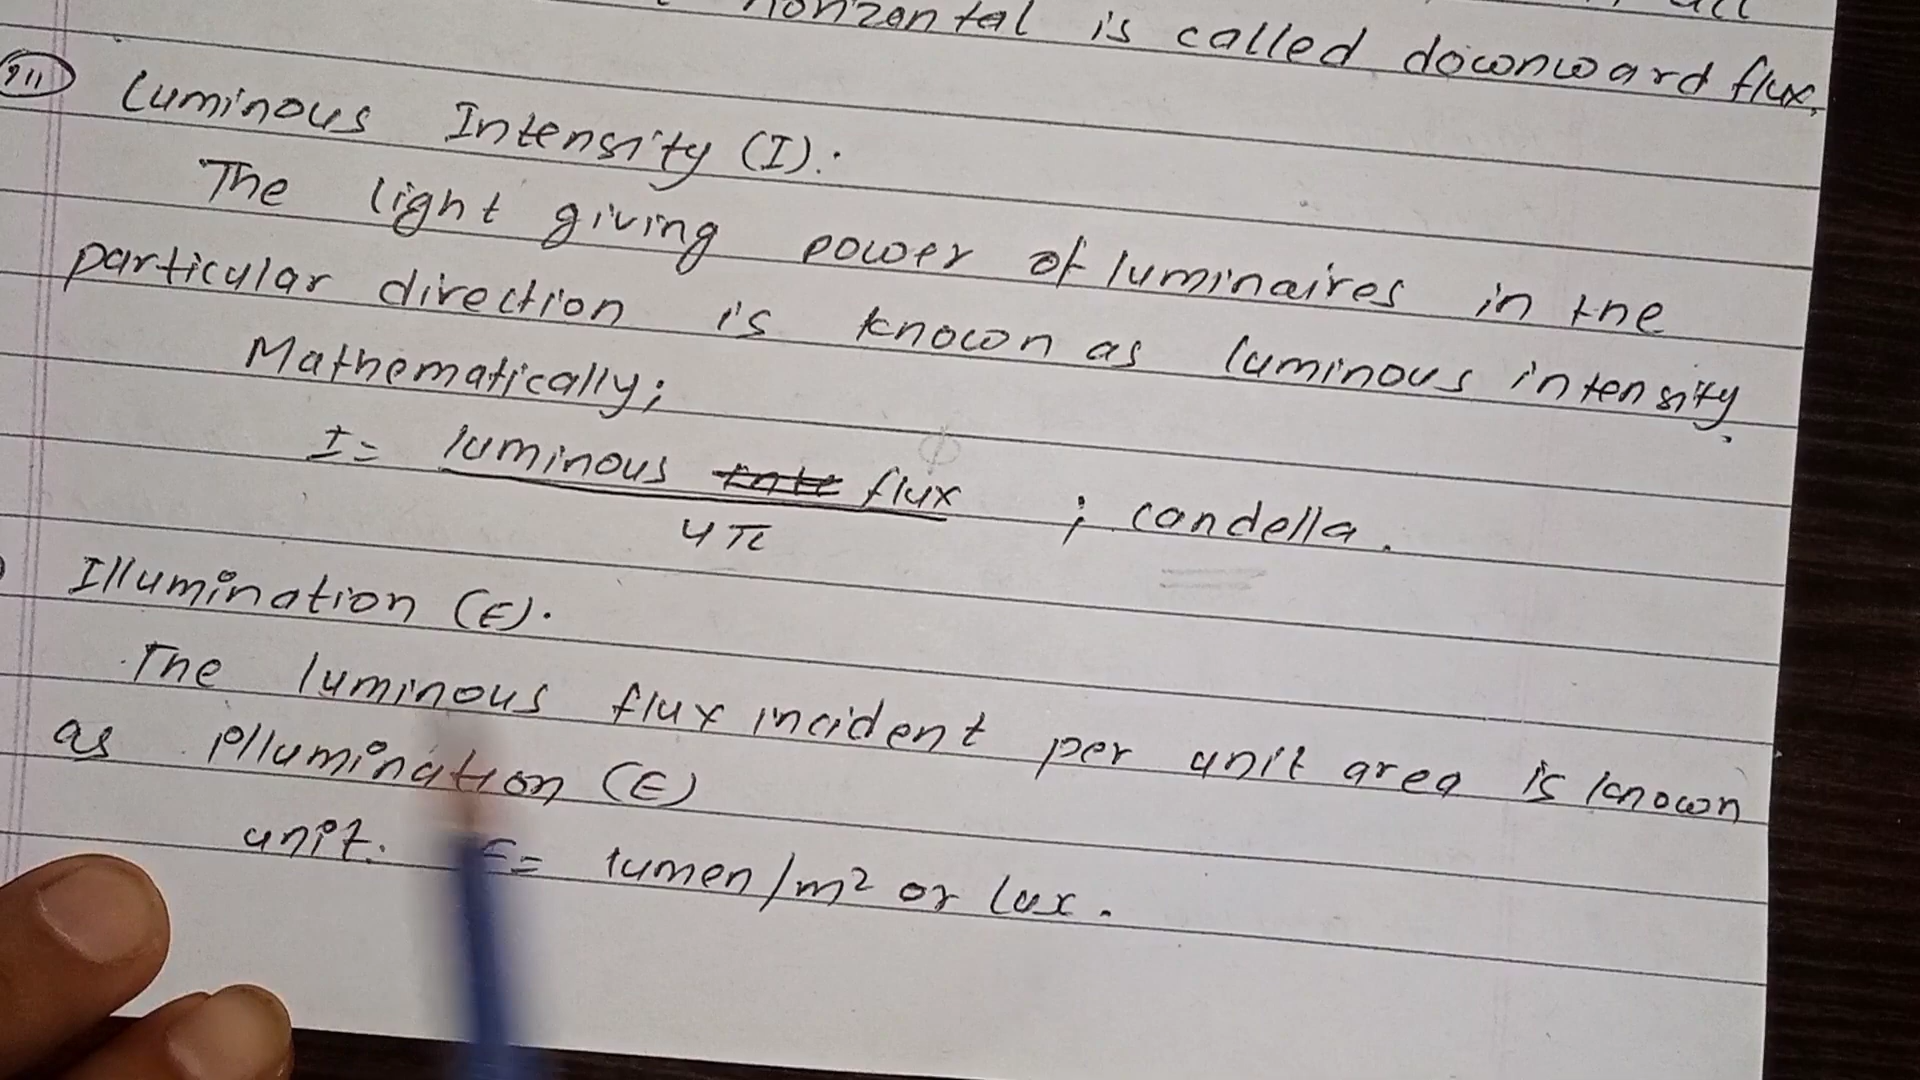 horizontal is called downward flux.
(iii) Luminous Intensity (I):
The light giving power of luminaires in the
particular direction is known as luminous intensity.
Mathematically;
ϕ
I = luminous flux ; candella.
4π
Illumination (E).
The luminous flux incident per unit area is known
as illumination (E)
unit. E = lumen/m² or lux.